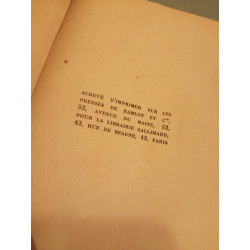 ACHEVÉ D'IMPRIMER SUR LES
PRESSES DE RAMLOT ET Cie,
52, AVENUE DU MAINE, 52,
POUR LA LIBRAIRIE GALLIMARD,
43, RUE DE BEAUNE, 43, PARIS